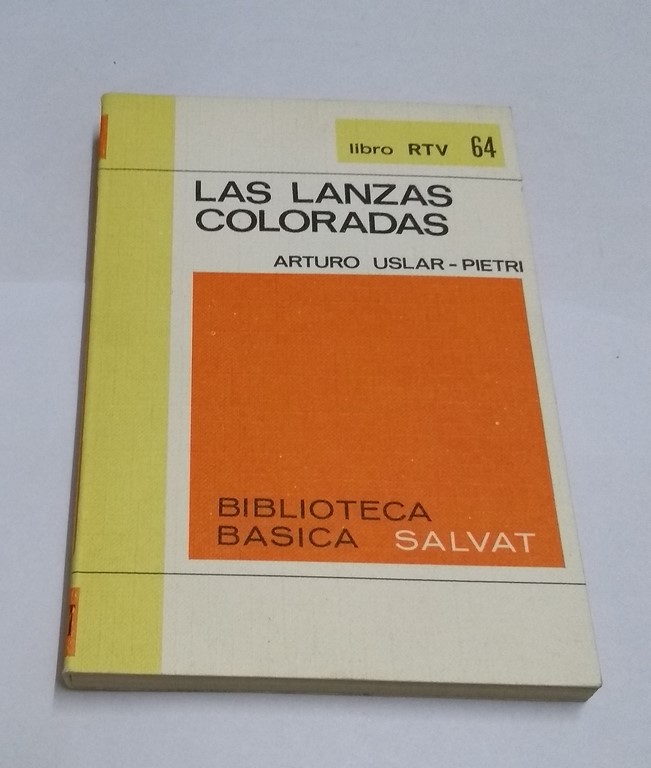 libro RTV 64
LAS LANZAS
COLORADAS
ARTURO USLAR-PIETRI
BIBLIOTECA
BASICA SALVAT